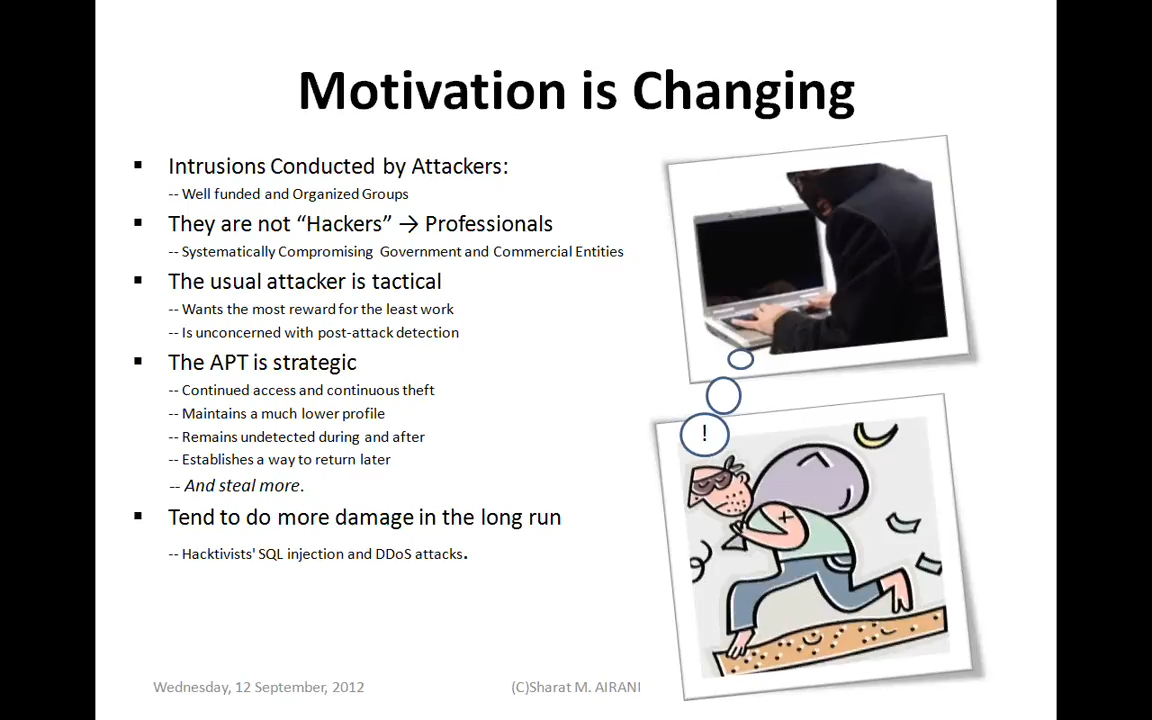 Motivation is Changing
▪ Intrusions Conducted by Attackers:
-- Well funded and Organized Groups
▪ They are not “Hackers” → Professionals
-- Systematically Compromising Government and Commercial Entities
▪ The usual attacker is tactical
-- Wants the most reward for the least work
-- Is unconcerned with post-attack detection
▪ The APT is strategic
-- Continued access and continuous theft
-- Maintains a much lower profile
-- Remains undetected during and after
-- Establishes a way to return later
-- And steal more.
▪ Tend to do more damage in the long run
-- Hacktivists' SQL injection and DDoS attacks.
!
Wednesday, 12 September, 2012
(C)Sharat M. AIRANI